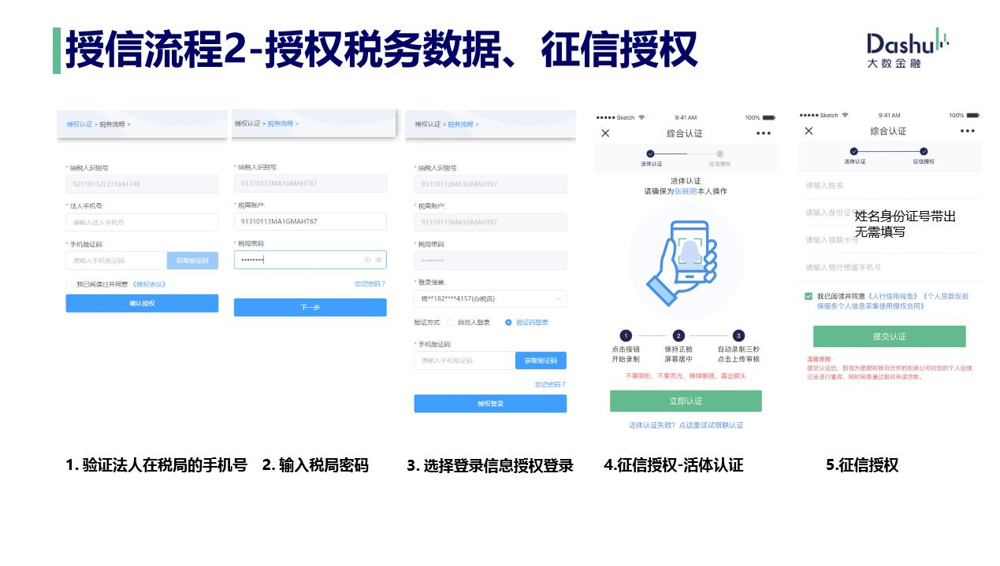 授信流程2-授权税务数据、征信授权
Dashu
大数金融
授权认证 > 税务流程 >
* 纳税人识别号:
92110112L31164174K
* 法人手机号:
请输入法人手机号
* 手机验证码:
请输入手机验证码
获取验证码
我已阅读过并同意 《授权协议》
确认授权
授权认证 > 税务流程 >
* 纳税人识别号:
91310113MA1GMAHT67
* 税局账户:
91310113MA1GMAHT67
* 税局密码:
••••••••
忘记密码？
下一步
授权认证 > 税务流程 >
* 纳税人识别号:
91310113MA1GMAHT67
* 税局账户:
91310113MA1GMAHT67
* 税局密码:
••••••••
* 登录信息:
杨**182****4157(办税员)
验证方式: 自然人登录 验证码登录
* 手机验证码:
请输入手机验证码
获取验证码
忘记密码？
授权登录
●●●●● Sketch 9:41 AM 100%
综合认证
2
活体认证 征信授权
活体认证
请确保为张晓明本人操作
1 2 3
点击按钮 保持正脸 自动录制三秒
开始录制 屏幕居中 点击上传审核
不要阴影，不要高光，摘掉眼镜，露出额头
立即认证
活体认证失败？点这里试试银联认证
●●●●● Sketch 9:41 AM 100%
综合认证
活体认证 征信授权
请输入姓名
请输入身份证号
姓名身份证号带出
无需填写
请输入银联卡号
请输入银行预留手机号
我已阅读并同意《人行信用报告》《个人贷款反担
保服务个人信息采集使用授权合同》
提交认证
温馨提醒:
提交认证后，即视为是授权我司合作的担保公司对您的个人征信
记录进行查询，同时同意通过我司申请贷款。
1. 验证法人在税局的手机号
2. 输入税局密码
3. 选择登录信息授权登录
4.征信授权-活体认证
5.征信授权